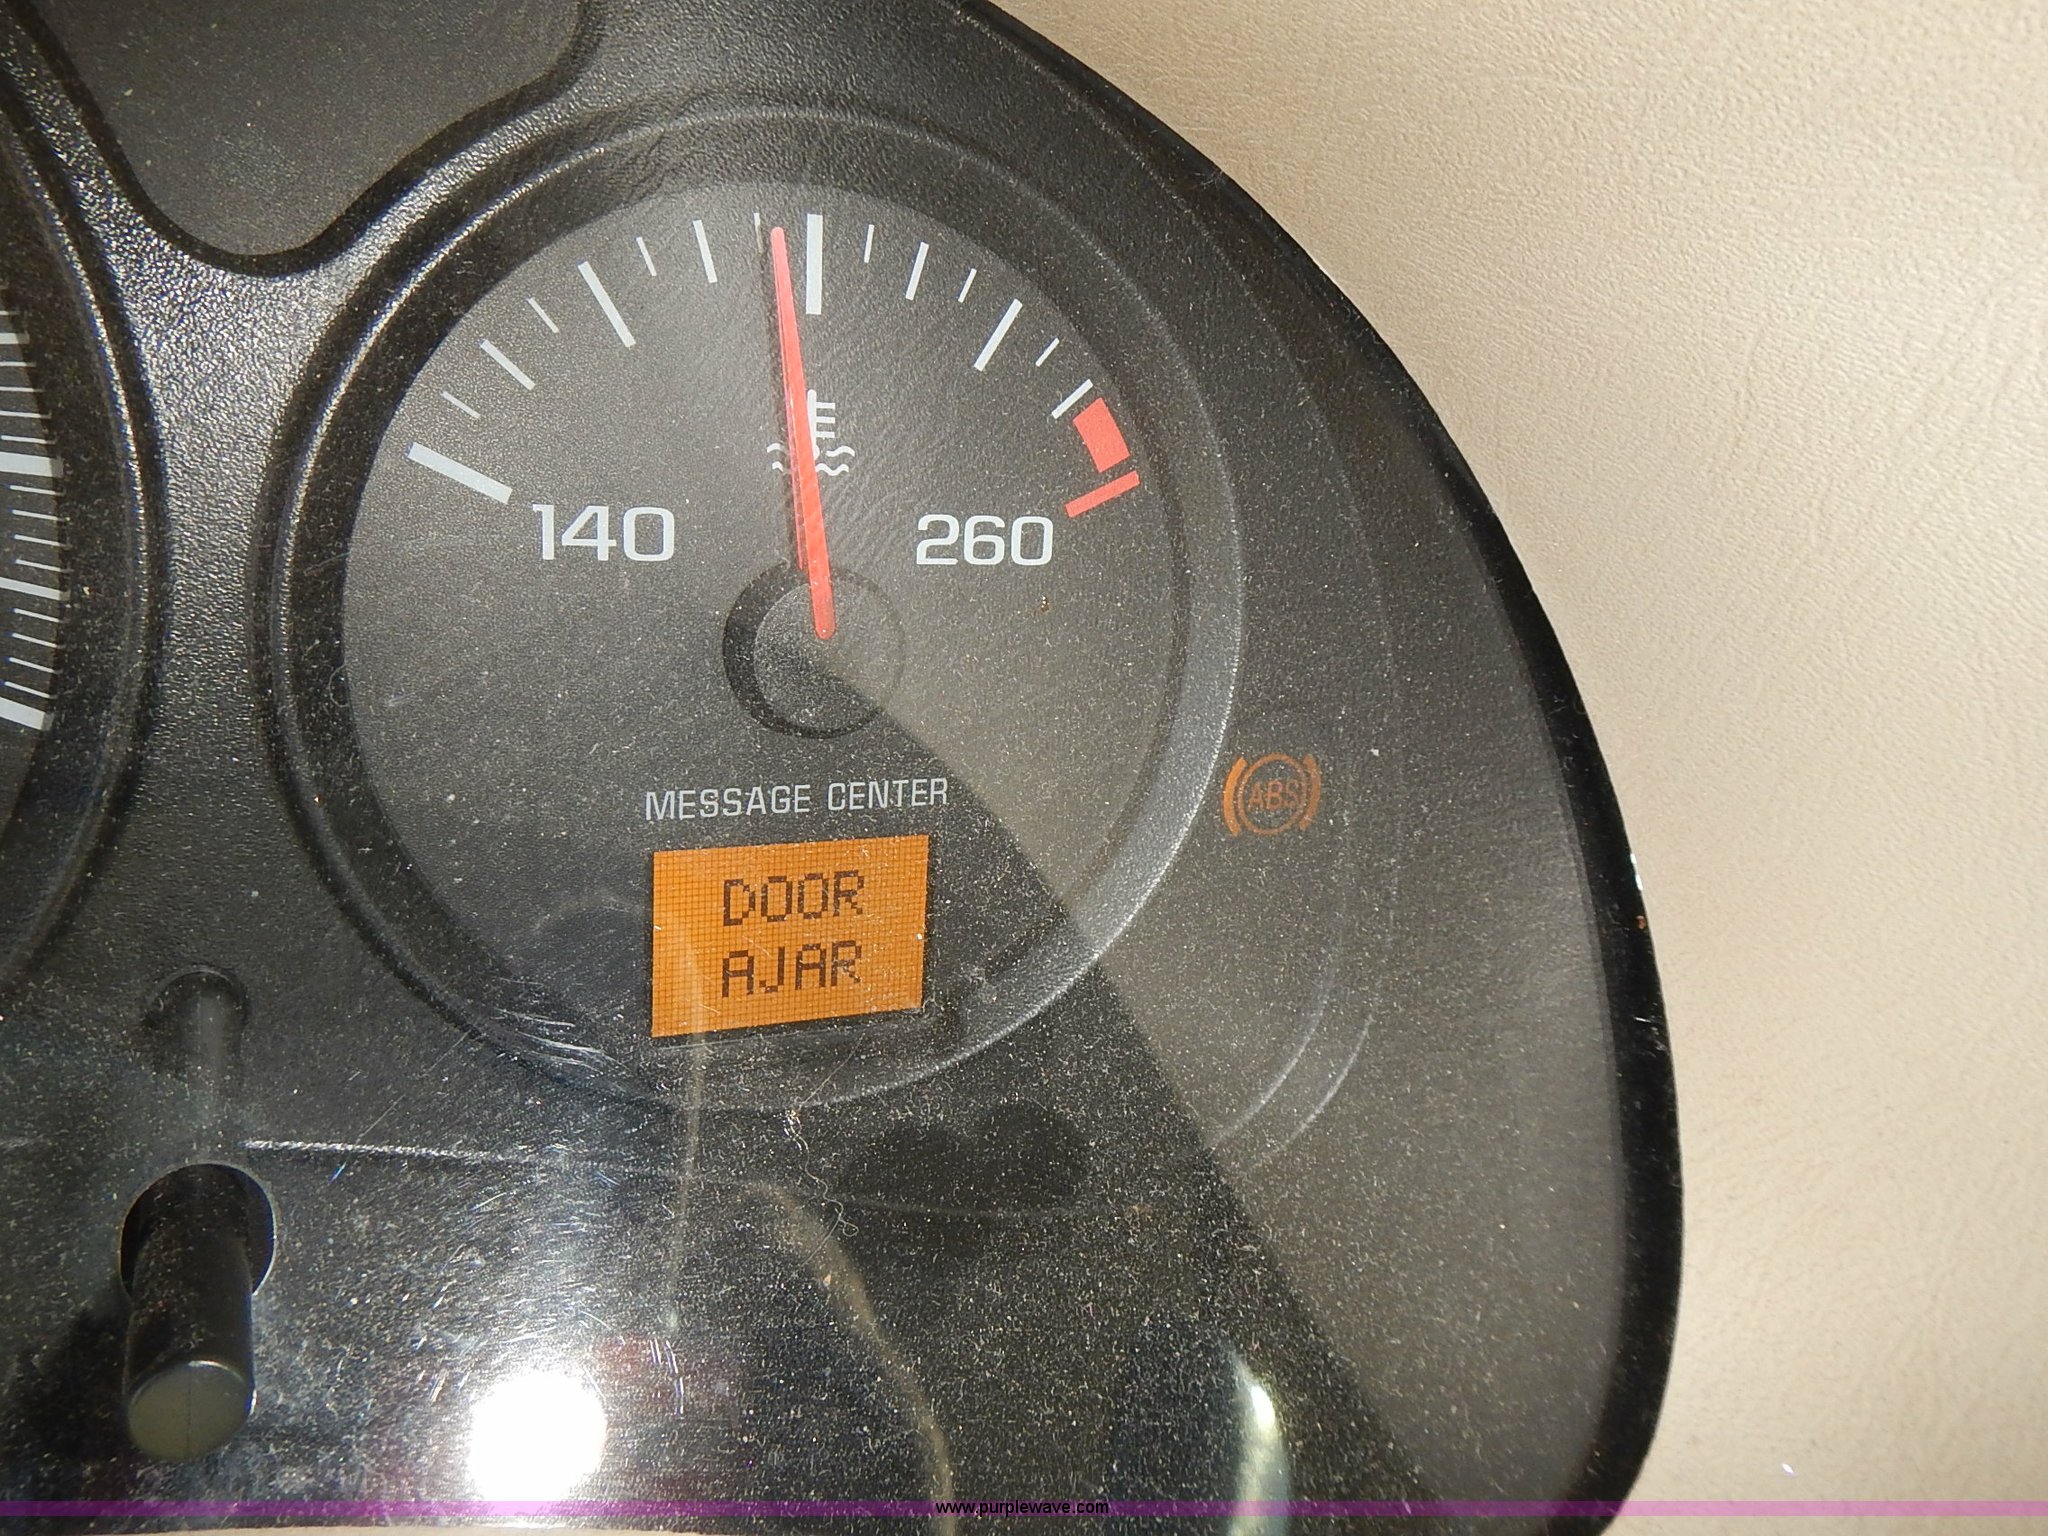 140
260
MESSAGE CENTER
ABS
DOOR
AJAR
www.purplewave.com